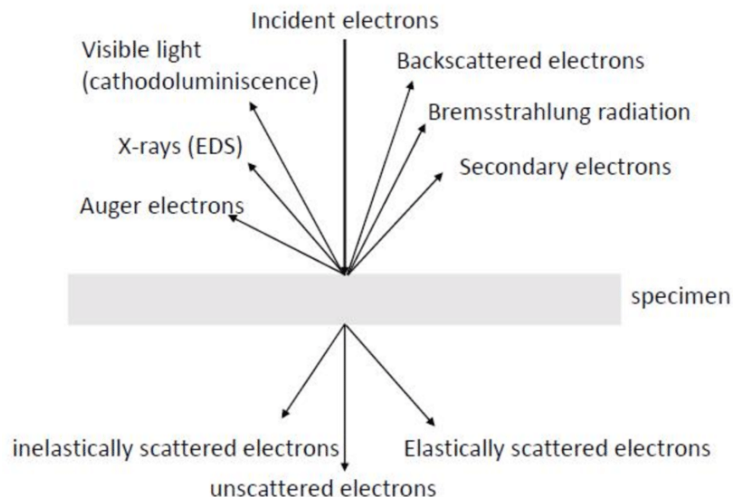 Incident electrons
Visible light
(cathodoluminiscence)
Backscattered electrons
Bremsstrahlung radiation
X-rays (EDS)
Secondary electrons
Auger electrons
specimen
inelastically scattered electrons
Elastically scattered electrons
unscattered electrons